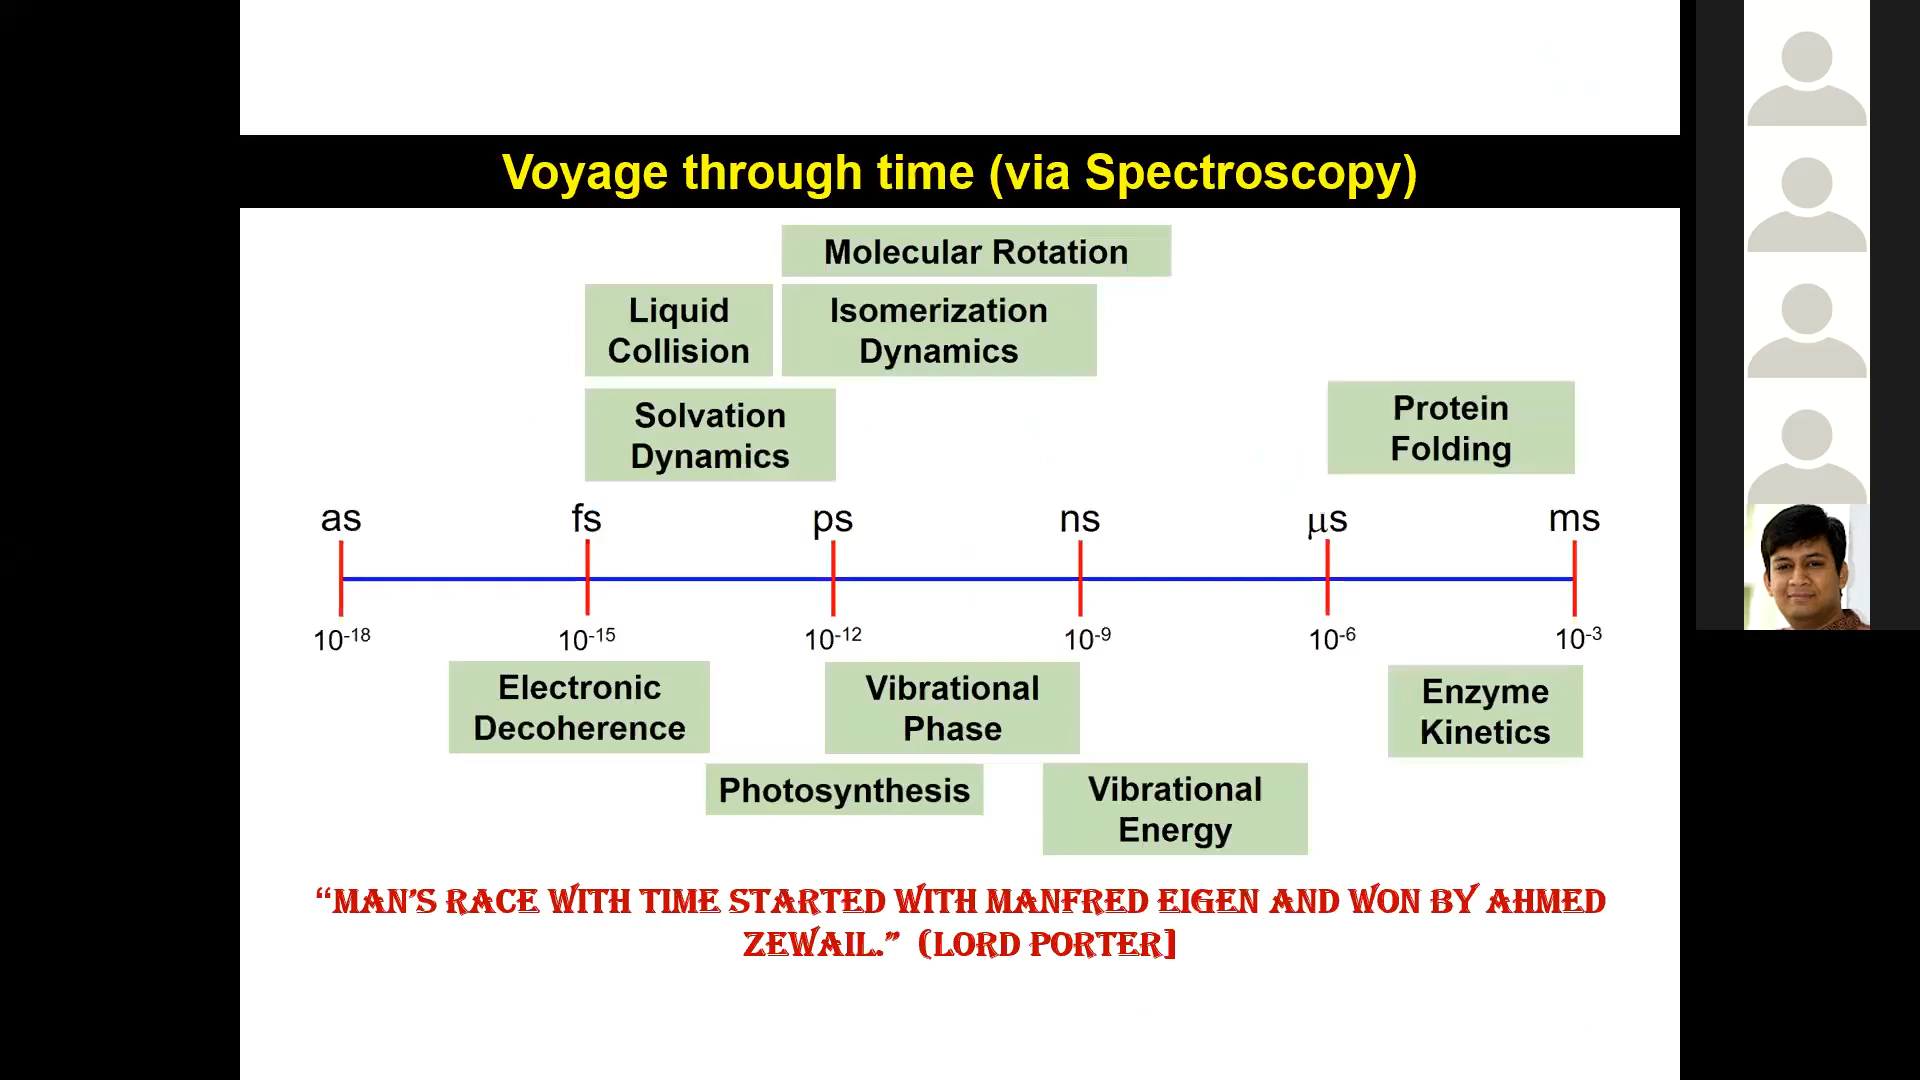 Voyage through time (via Spectroscopy)
Molecular Rotation
Liquid
Collision
Isomerization
Dynamics
Solvation
Dynamics
Protein
Folding
as fs ps ns μs ms
10⁻¹⁸ 10⁻¹⁵ 10⁻¹² 10⁻⁹ 10⁻⁶ 10⁻³
Electronic
Decoherence
Vibrational
Phase
Enzyme
Kinetics
Photosynthesis
Vibrational
Energy
“MAN’S RACE WITH TIME STARTED WITH MANFRED EIGEN AND WON BY AHMED
ZEWAIL.” (LORD PORTER]